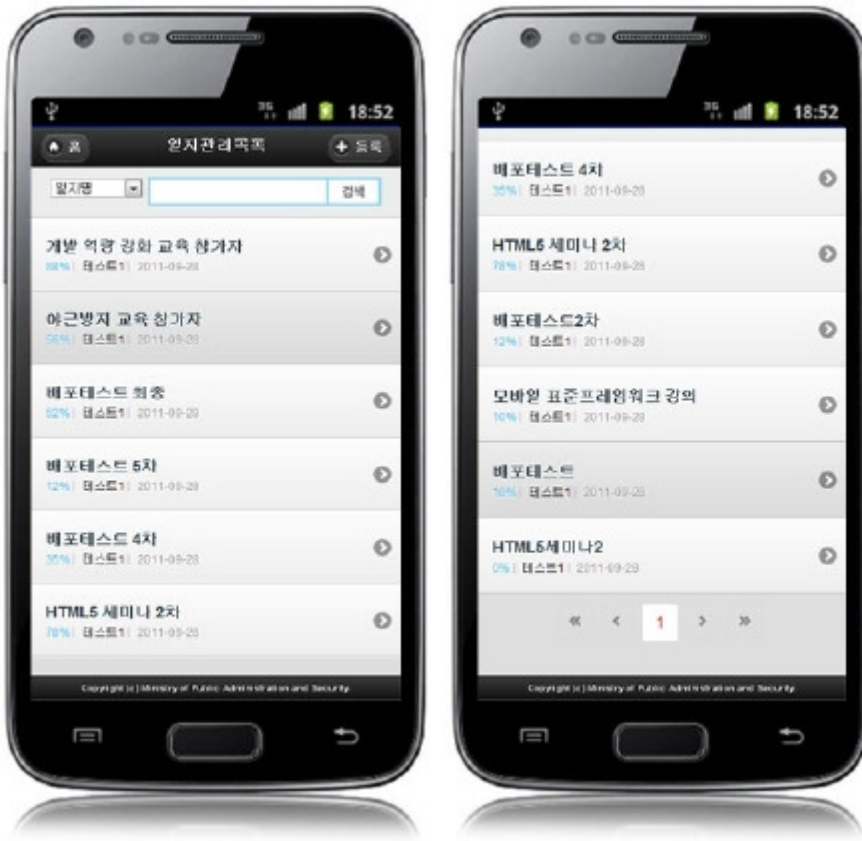 18:52
홈 일지관리목록 등록
일지명 검색
개발 역량 강화 교육 참가자
88% | 테스트1 | 2011-09-28
야근방지 교육 참가자
테스트1 | 2011-09-28
배포테스트 최종
테스트1 | 2011-09-28
배포테스트 5차
12% | 테스트1 | 2011-09-28
배포테스트 4차
35% | 테스트1 | 2011-09-28
HTML5 세미나 2차
78% | 테스트1 | 2011-09-28
Copyright (c) Ministry of Public Administration and Security.
18:52
배포테스트 4차
35% | 테스트1 | 2011-09-28
HTML5 세미나 2차
78% | 테스트1 | 2011-09-28
배포테스트2차
12% | 테스트1 | 2011-09-28
모바일 표준프레임워크 강의
10% | 테스트1 | 2011-09-28
배포테스트
10% | 테스트1 | 2011-09-28
HTML5세미나2
0% | 테스트1 | 2011-09-28
« < 1 > »
Copyright (c) Ministry of Public Administration and Security.